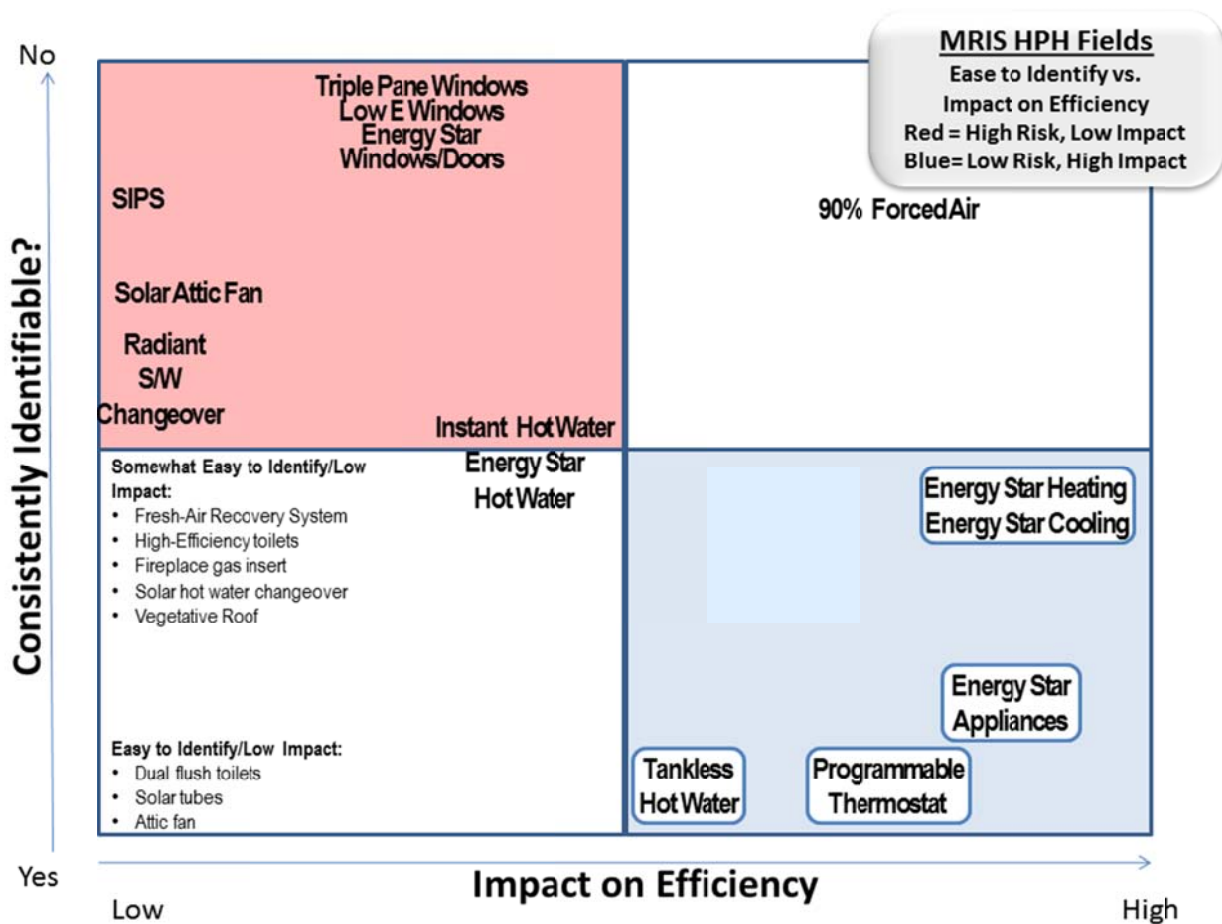 No
MRIS HPH Fields
Ease to Identify vs.
Impact on Efficiency
Red = High Risk, Low Impact
Blue= Low Risk, High Impact
Triple Pane Windows
Low E Windows
Energy Star
Windows/Doors
SIPS
90% Forced Air
Solar Attic Fan
Radiant
S/W
Changeover
Instant Hot Water
Energy Star
Hot Water
Consistently Identifiable?
Somewhat Easy to Identify/Low
Impact:
• Fresh-Air Recovery System
• High-Efficiency toilets
• Fireplace gas insert
• Solar hot water changeover
• Vegetative Roof
Energy Star Heating
Energy Star Cooling
Energy Star
Appliances
Easy to Identify/Low Impact:
• Dual flush toilets
• Solar tubes
• Attic fan
Tankless
Hot Water
Programmable
Thermostat
Yes
Impact on Efficiency
Low
High